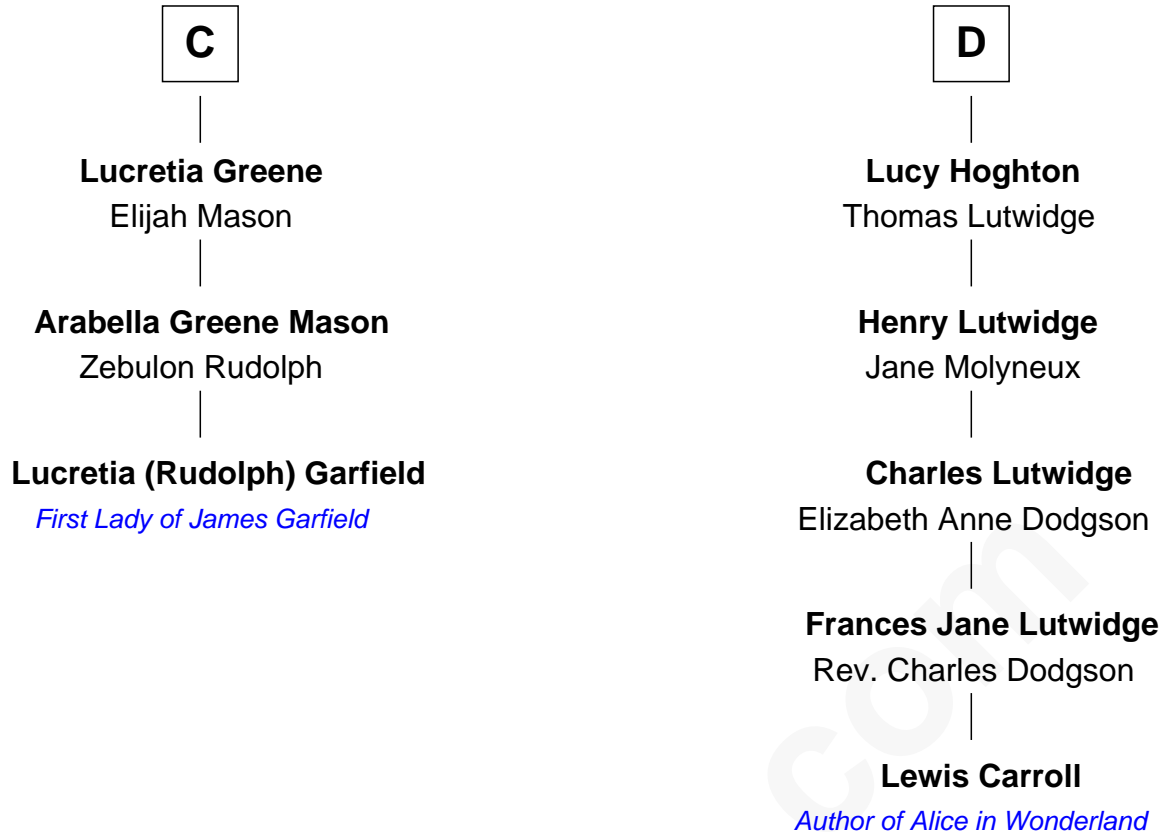 C
Lucretia Greene
Elijah Mason
Arabella Greene Mason
Zebulon Rudolph
Lucretia (Rudolph) Garfield
First Lady of James Garfield
D
Lucy Hoghton
Thomas Lutwidge
Henry Lutwidge
Jane Molyneux
Charles Lutwidge
Elizabeth Anne Dodgson
Frances Jane Lutwidge
Rev. Charles Dodgson
Lewis Carroll
Author of Alice in Wonderland
com